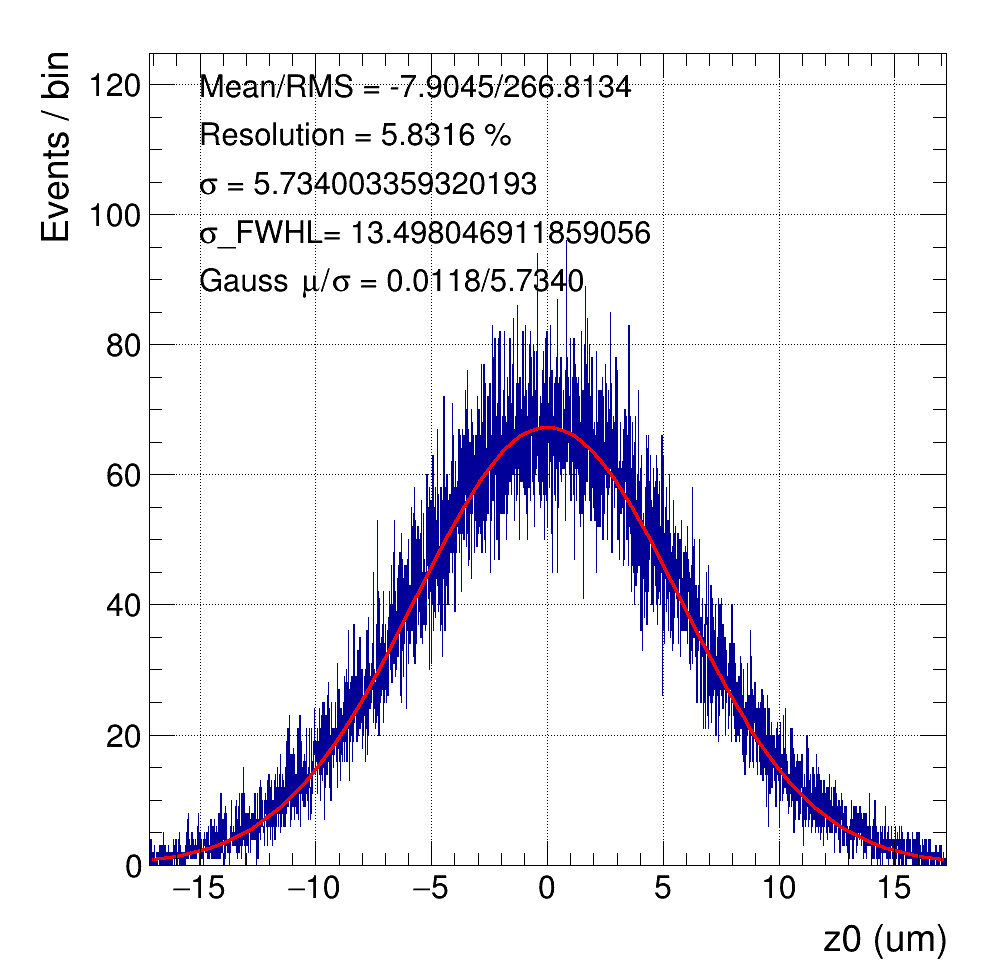 Events / bin
120
100
80
60
40
20
0
Mean/RMS = -7.9045/266.8134
Resolution = 5.8316 %
σ = 5.734003359320193
σ_FWHL= 13.498046911859056
Gauss μ/σ = 0.0118/5.7340
−15 −10 −5 0 5 10 15
z0 (um)